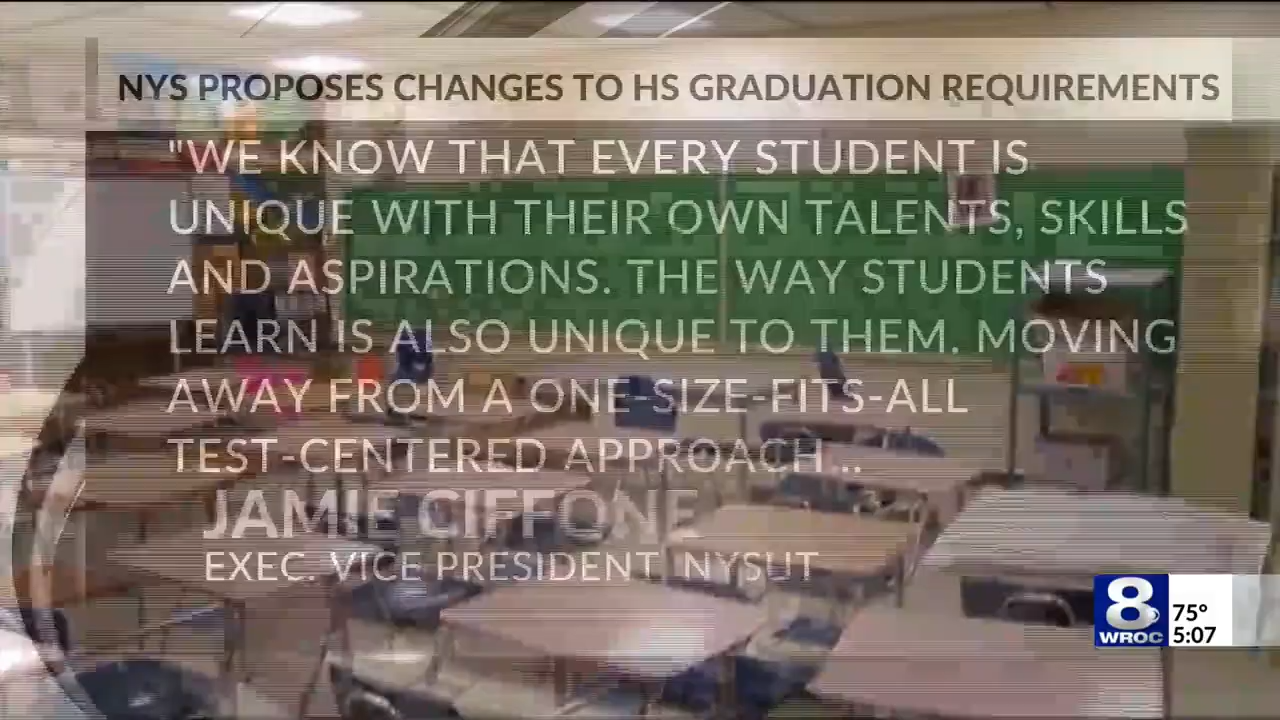 NYS PROPOSES CHANGES TO HS GRADUATION REQUIREMENTS
"WE KNOW THAT EVERY STUDENT IS
UNIQUE WITH THEIR OWN TALENTS, SKILLS
AND ASPIRATIONS. THE WAY STUDENTS
LEARN IS ALSO UNIQUE TO THEM. MOVING
AWAY FROM A ONE-SIZE-FITS-ALL
TEST-CENTERED APPROACH...
JAMIE CIFFONE
EXEC. VICE PRESIDENT, NYSUT
8
WROC
75°
5:07